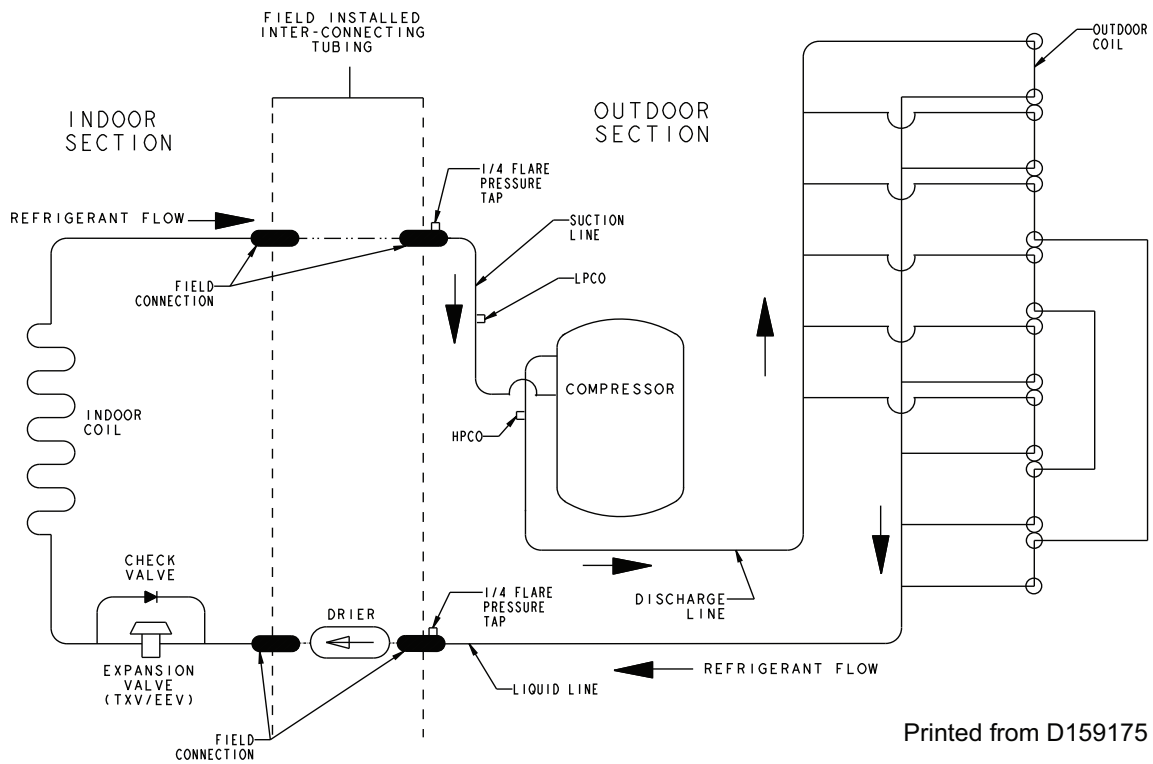 FIELD INSTALLED
INTER-CONNECTING
TUBING
OUTDOOR
COIL
INDOOR
SECTION
OUTDOOR
SECTION
1/4 FLARE
PRESSURE
TAP
REFRIGERANT FLOW
SUCTION
LINE
FIELD
CONNECTION
LPCO
COMPRESSOR
INDOOR
COIL
HPCO
CHECK
VALVE
1/4 FLARE
PRESSURE
TAP
DRIER
DISCHARGE
LINE
EXPANSION
VALVE
(TXV/EEV)
LIQUID LINE
REFRIGERANT FLOW
FIELD
CONNECTION
Printed from D159175